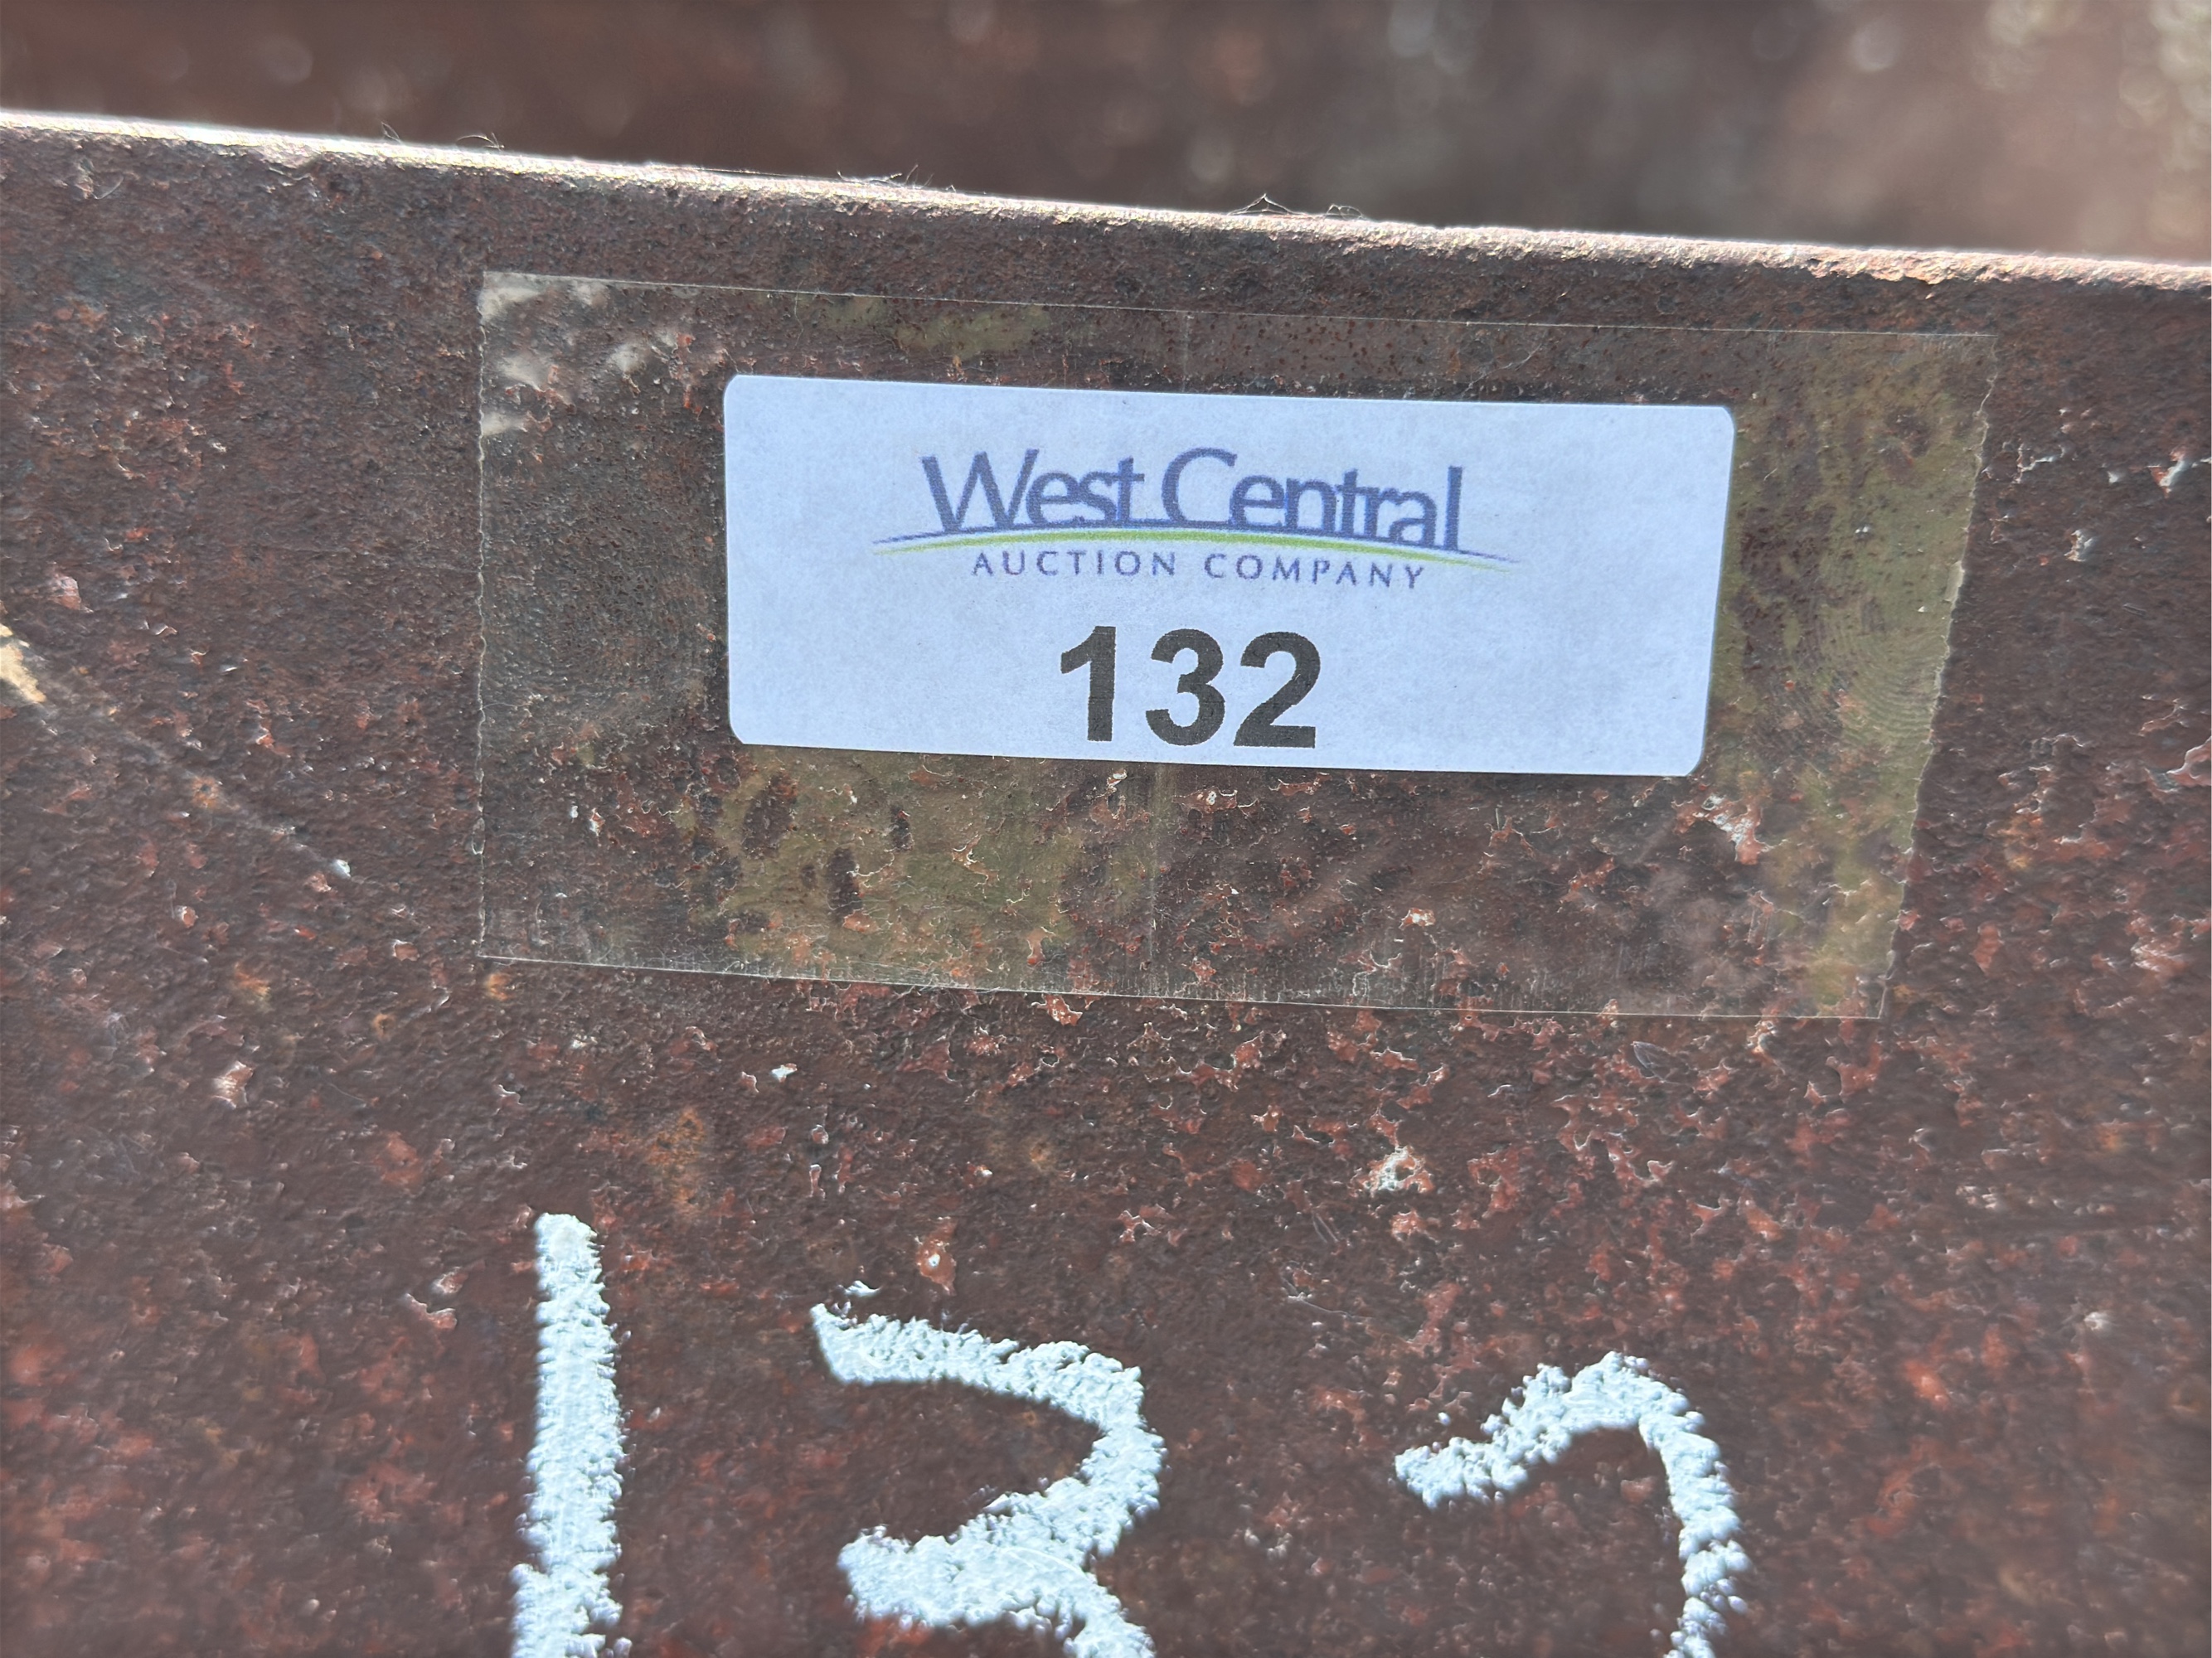 West Central
AUCTION COMPANY
132
132